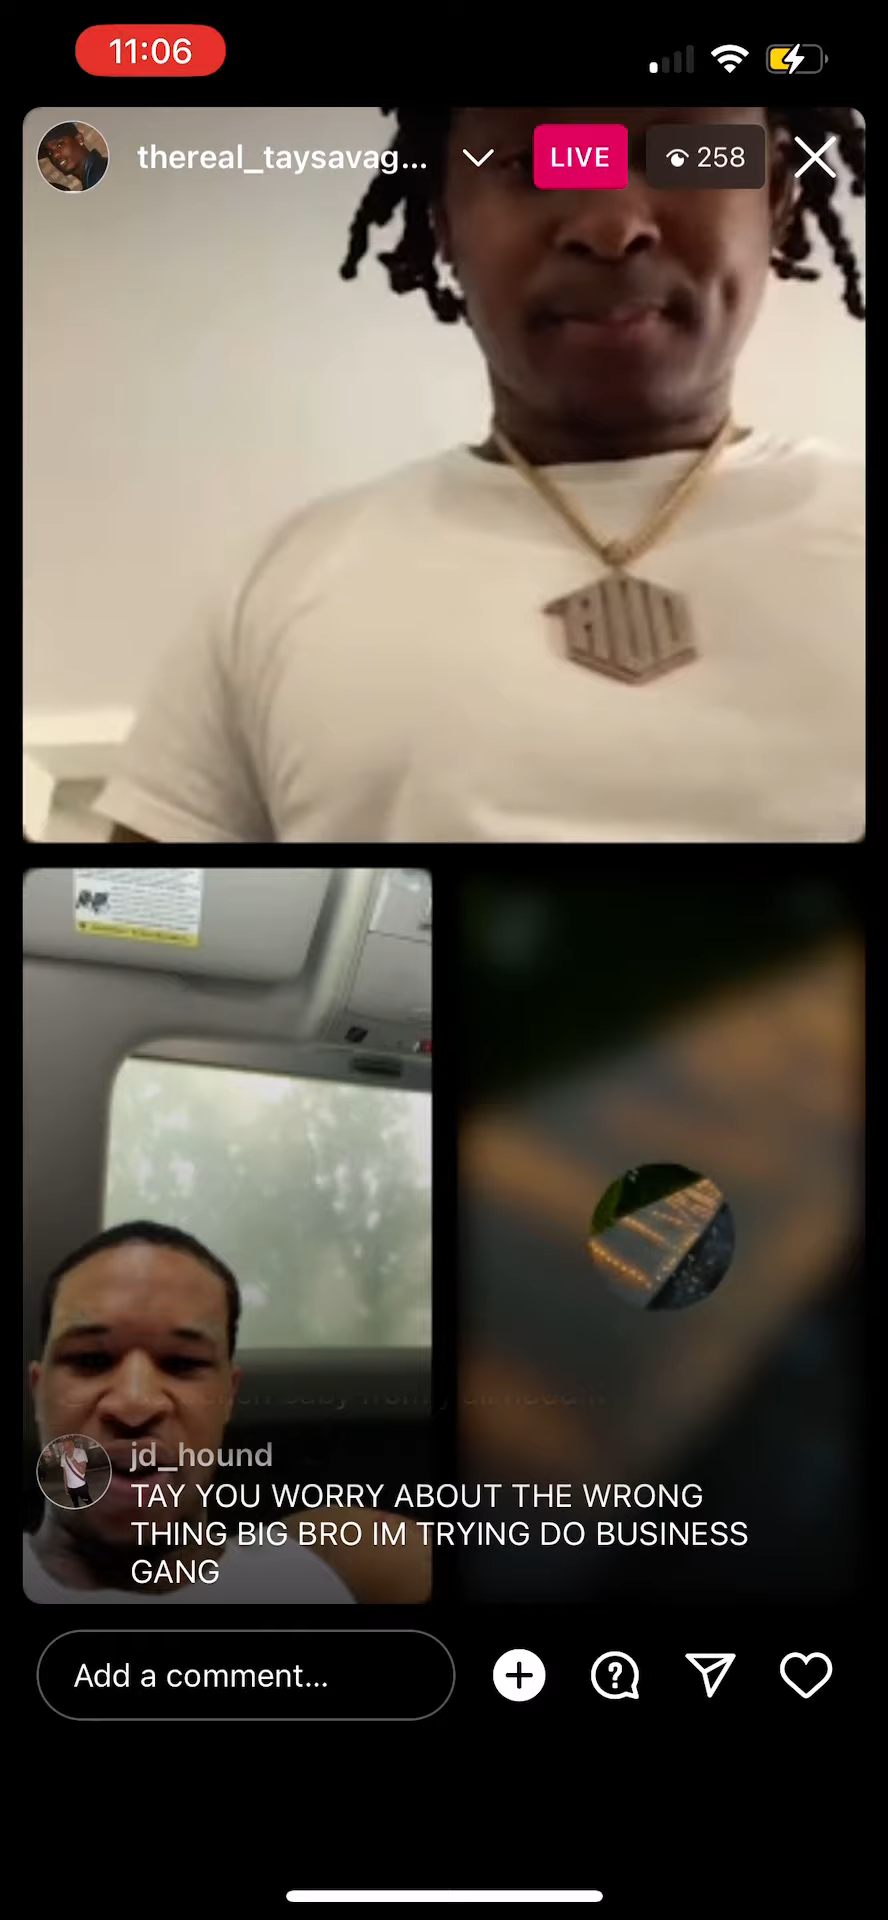 11:06
thereal_taysavag...
LIVE
258
jd_hound
TAY YOU WORRY ABOUT THE WRONG
THING BIG BRO IM TRYING DO BUSINESS
GANG
Add a comment...